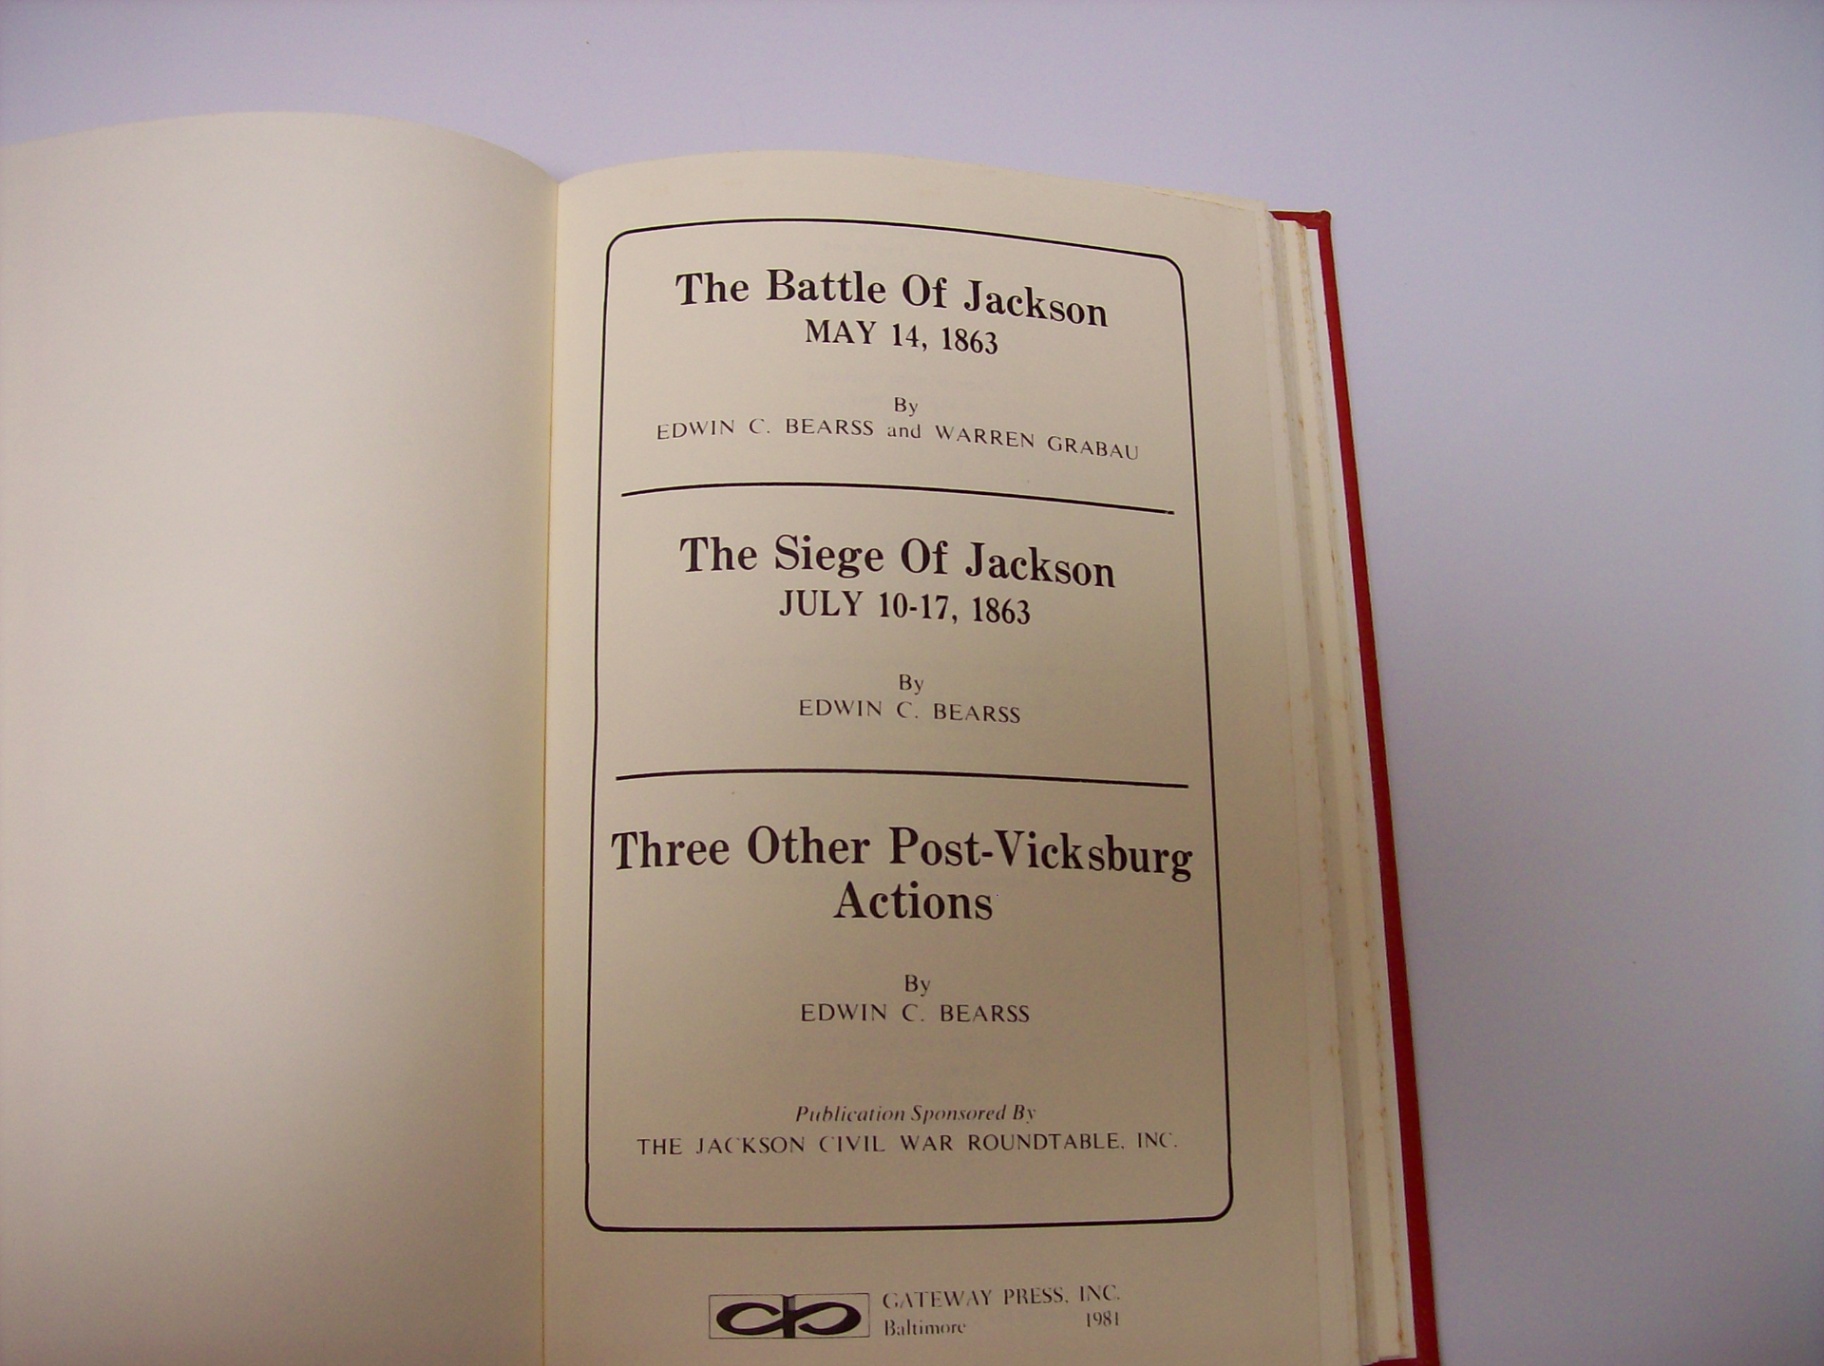 The Battle Of Jackson
MAY 14, 1863
By
EDWIN C. BEARSS and WARREN GRABAU
The Siege Of Jackson
JULY 10-17, 1863
By
EDWIN C. BEARSS
Three Other Post-Vicksburg
Actions
By
EDWIN C. BEARSS
Publication Sponsored By
THE JACKSON CIVIL WAR ROUNDTABLE, INC.
GATEWAY PRESS, INC.
Baltimore 1981